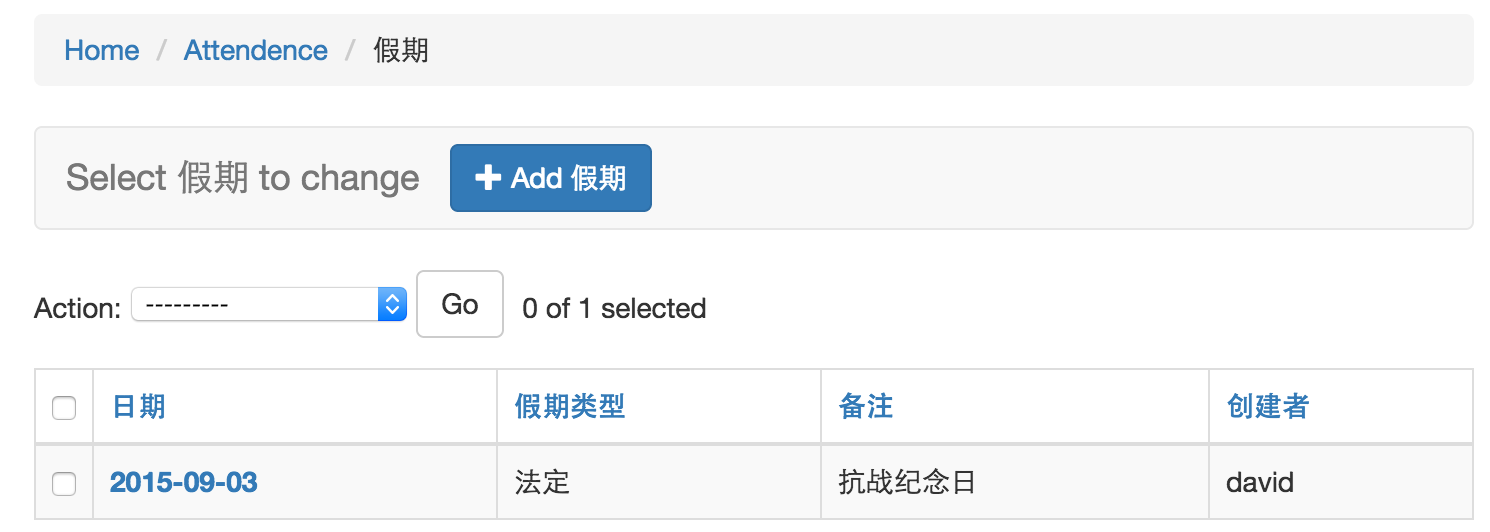 Home / Attendence / 假期
Select 假期 to change + Add 假期
Action: --------- Go 0 of 1 selected
日期 假期类型 备注 创建者
2015-09-03 法定 抗战纪念日 david